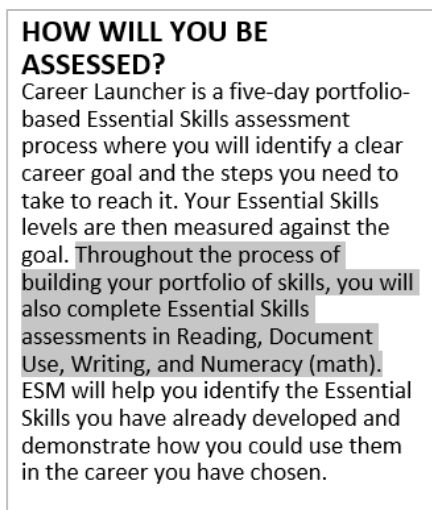 HOW WILL YOU BE
ASSESSED?
Career Launcher is a five-day portfolio-
based Essential Skills assessment
process where you will identify a clear
career goal and the steps you need to
take to reach it. Your Essential Skills
levels are then measured against the
goal. Throughout the process of
building your portfolio of skills, you will
also complete Essential Skills
assessments in Reading, Document
Use, Writing, and Numeracy (math).
ESM will help you identify the Essential
Skills you have already developed and
demonstrate how you could use them
in the career you have chosen.